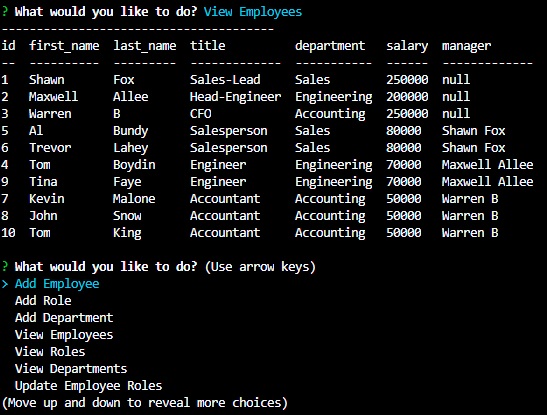 ? What would you like to do? View Employees
---------------------------------------
id  first_name  last_name  title          department   salary  manager
--  ----------  ---------  -------------  -----------  ------  -------------
1   Shawn       Fox        Sales-Lead     Sales        250000  null
2   Maxwell     Allee      Head-Engineer  Engineering  200000  null
3   Warren      B          CFO            Accounting   250000  null
5   Al          Bundy      Salesperson    Sales        80000   Shawn Fox
6   Trevor      Lahey      Salesperson    Sales        80000   Shawn Fox
4   Tom         Boydin     Engineer       Engineering  70000   Maxwell Allee
9   Tina        Faye       Engineer       Engineering  70000   Maxwell Allee
7   Kevin       Malone     Accountant     Accounting   50000   Warren B
8   John        Snow       Accountant     Accounting   50000   Warren B
10  Tom         King       Accountant     Accounting   50000   Warren B
? What would you like to do? (Use arrow keys)
> Add Employee
  Add Role
  Add Department
  View Employees
  View Roles
  View Departments
  Update Employee Roles
(Move up and down to reveal more choices)